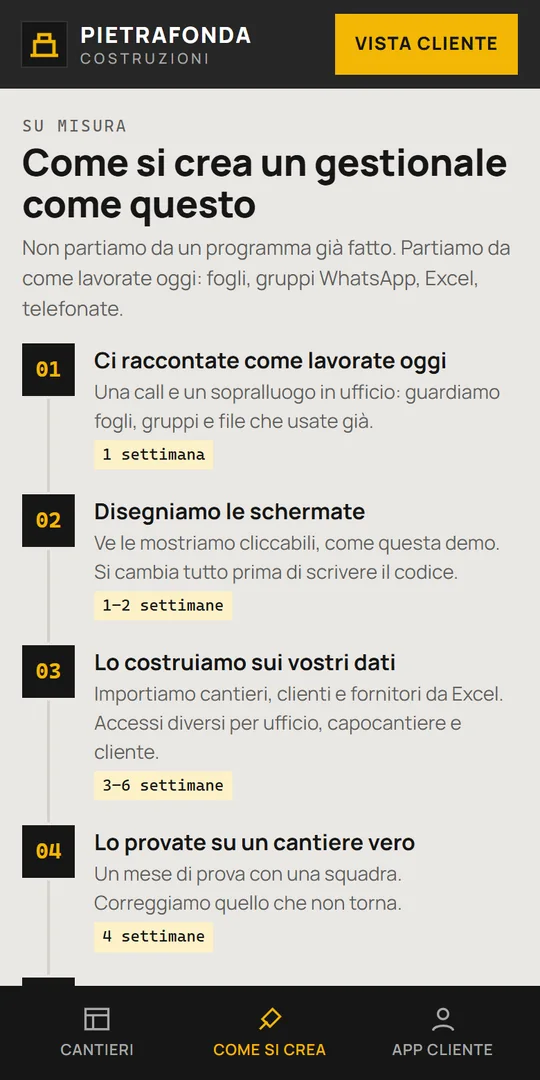 PIETRAFONDA
COSTRUZIONI
VISTA CLIENTE
SU MISURA
Come si crea un gestionale
come questo
Non partiamo da un programma già fatto. Partiamo da
come lavorate oggi: fogli, gruppi WhatsApp, Excel,
telefonate.
01
Ci raccontate come lavorate oggi
Una call e un sopralluogo in ufficio: guardiamo
fogli, gruppi e file che usate già.
1 settimana
02
Disegniamo le schermate
Ve le mostriamo cliccabili, come questa demo.
Si cambia tutto prima di scrivere il codice.
1–2 settimane
03
Lo costruiamo sui vostri dati
Importiamo cantieri, clienti e fornitori da Excel.
Accessi diversi per ufficio, capocantiere e
cliente.
3–6 settimane
04
Lo provate su un cantiere vero
Un mese di prova con una squadra.
Correggiamo quello che non torna.
4 settimane
CANTIERI
COME SI CREA
APP CLIENTE